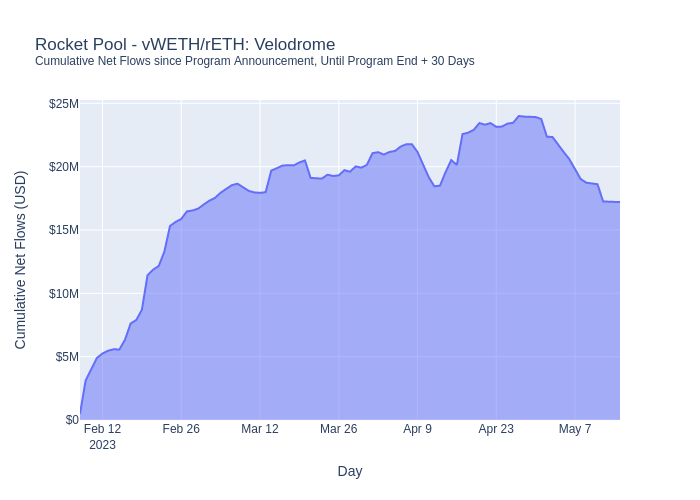 Rocket Pool - vWETH/rETH: Velodrome
Cumulative Net Flows since Program Announcement, Until Program End + 30 Days
Cumulative Net Flows (USD)
$25M
$20M
$15M
$10M
$5M
$0
Feb 12 Feb 26 Mar 12 Mar 26 Apr 9 Apr 23 May 7
2023
Day